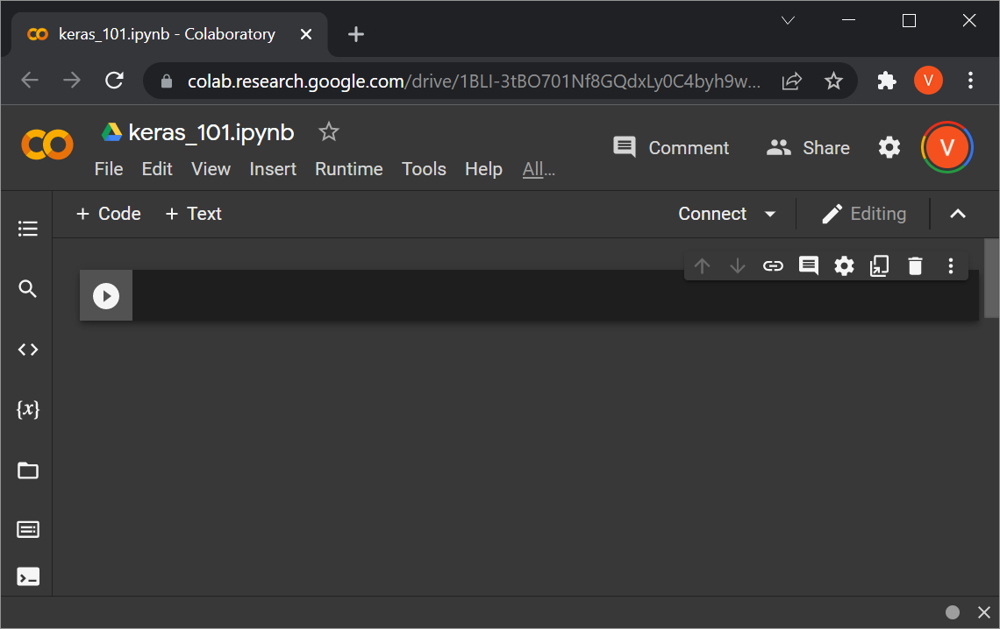 keras_101.ipynb - Colaboratory
colab.research.google.com/drive/1BLI-3tBO701Nf8GQdxLy0C4byh9w...
V
keras_101.ipynb
Comment
Share
V
File Edit View Insert Runtime Tools Help All...
+ Code + Text
Connect
Editing
{x}